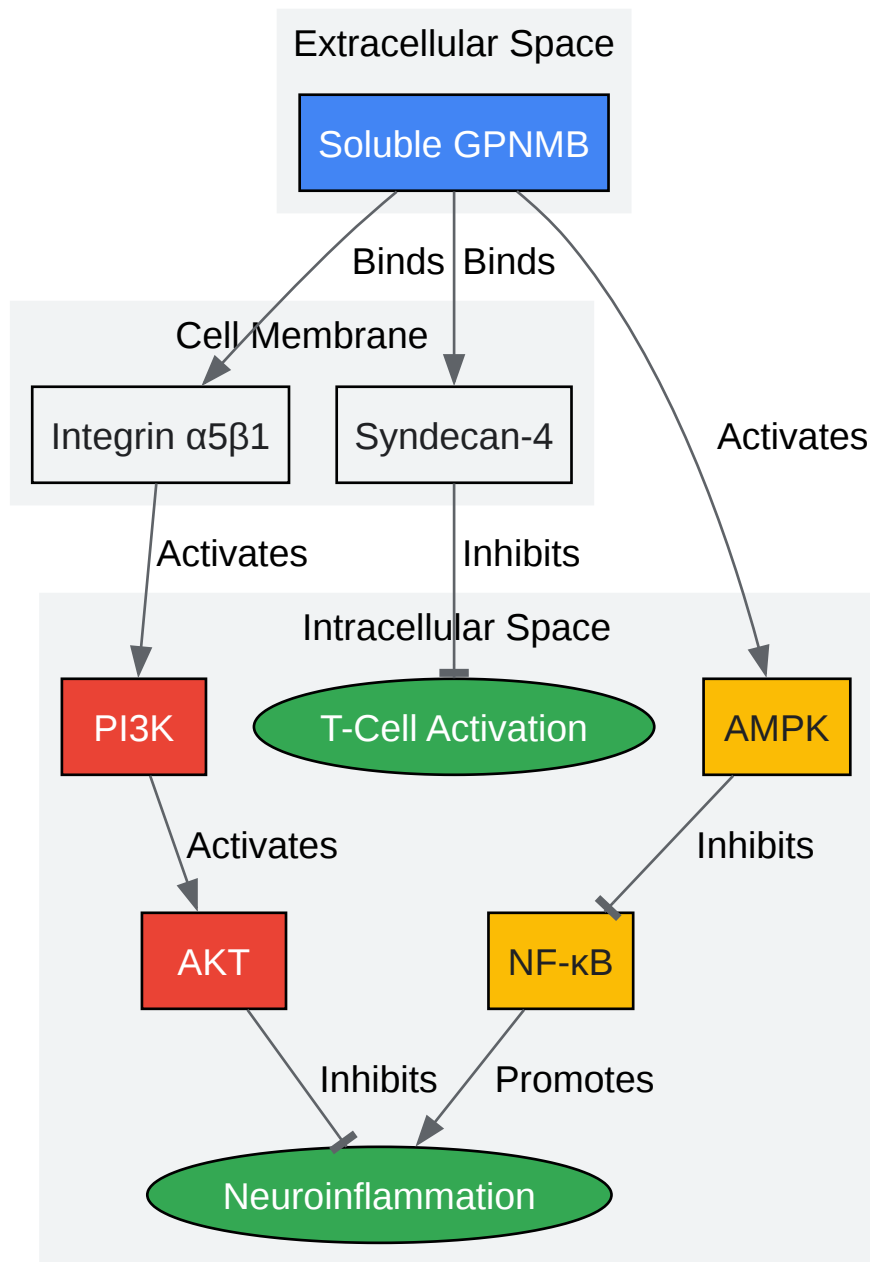 Extracellular Space
Soluble GPNMB
Binds
Binds
Cell Membrane
Integrin α5β1
Syndecan-4
Activates
Activates
Inhibits
Intracellular Space
PI3K
T-Cell Activation
AMPK
Activates
Inhibits
AKT
NF-κB
Inhibits
Promotes
Neuroinflammation